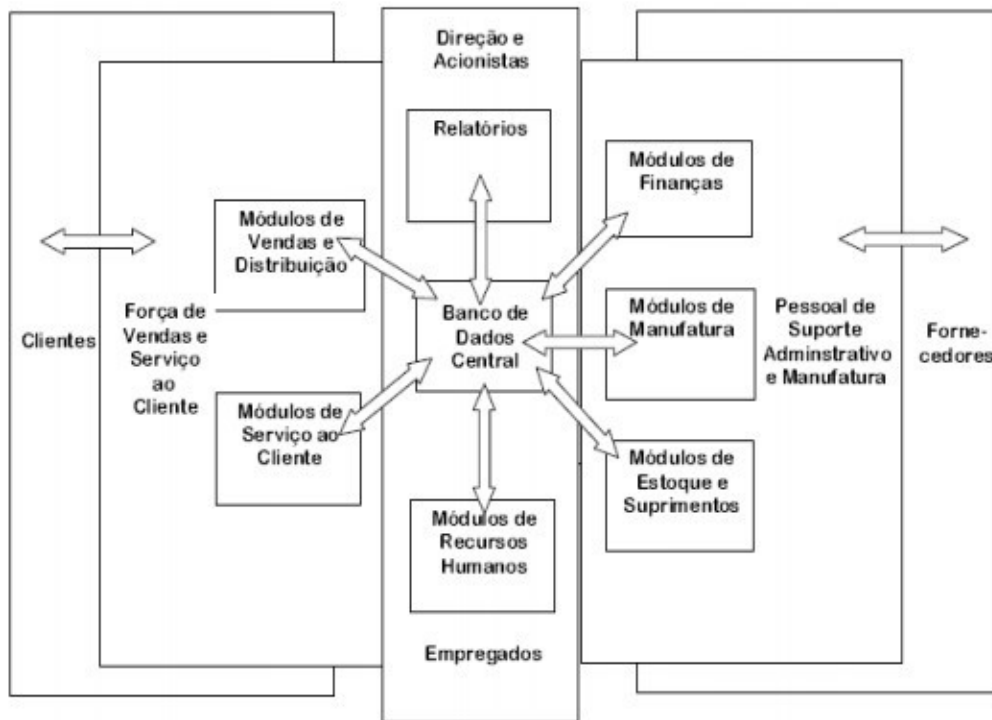 Direção e
Acionistas
Relatórios
Módulos de
Finanças
Módulos de
Vendas e
Distribuição
Clientes
Força de
Vendas e
Serviço
ao
Cliente
Banco de
Dados
Central
Módulos de
Manufatura
Pessoal de
Suporte
Adminstrativo
e Manufatura
Forne-
cedores
Módulos de
Serviço ao
Cliente
Módulos de
Estoque e
Suprimentos
Módulos de
Recursos
Humanos
Empregados